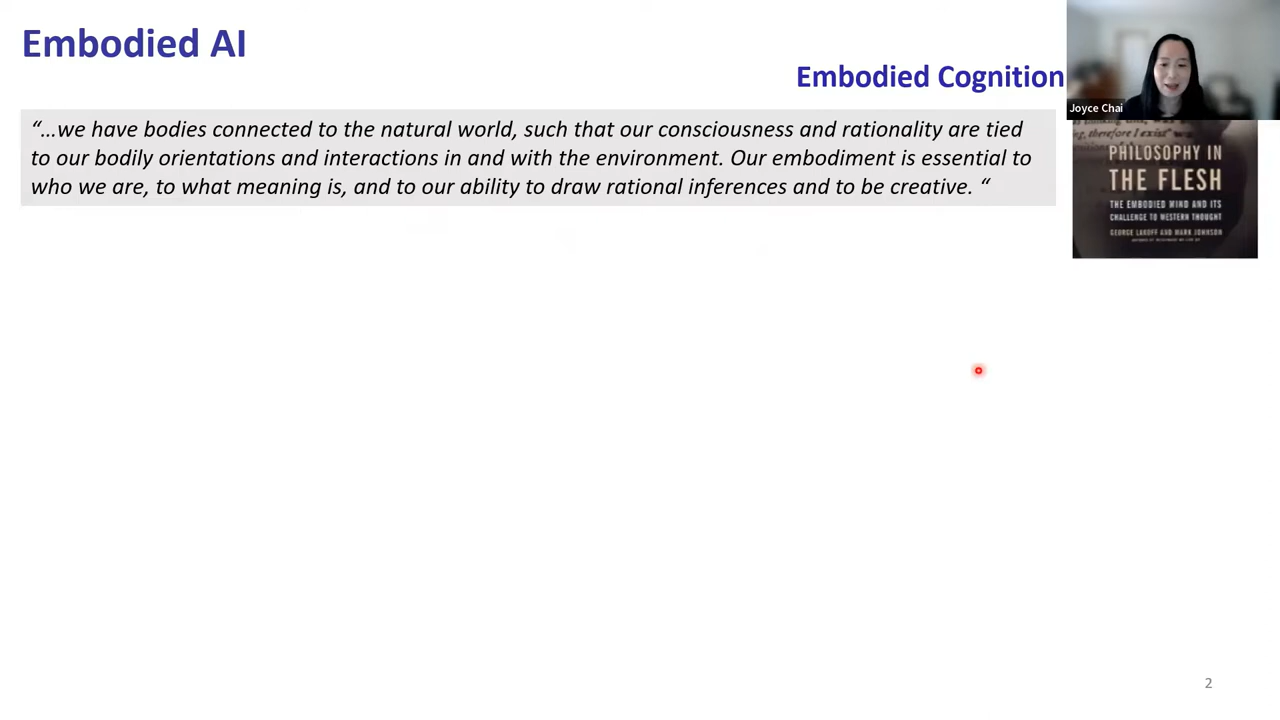 Embodied AI
Embodied Cognition
“…we have bodies connected to the natural world, such that our consciousness and rationality are tied
to our bodily orientations and interactions in and with the environment. Our embodiment is essential to
who we are, to what meaning is, and to our ability to draw rational inferences and to be creative. “
Joyce Chai
, therefore I exist"
PHILOSOPHY IN
THE FLESH
THE EMBODIED MIND AND ITS
CHALLENGE TO WESTERN THOUGHT
GEORGE LAKOFF AND MARK JOHNSON
2